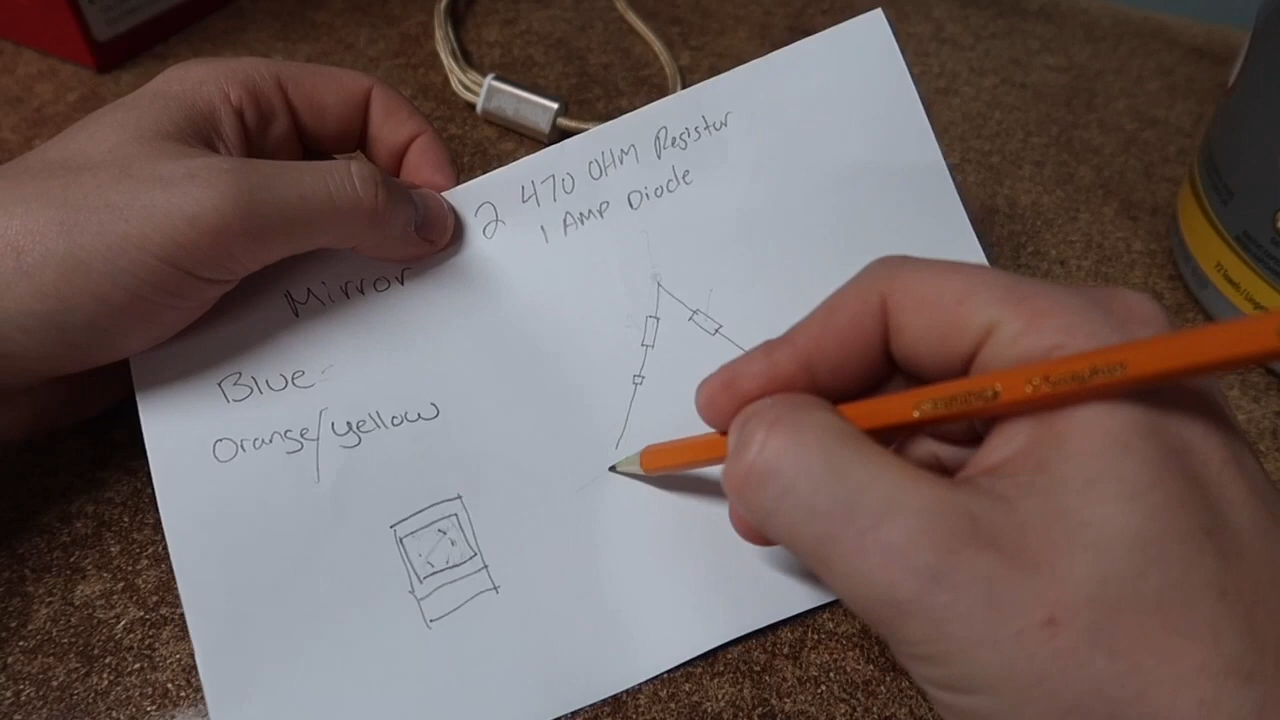 2 470 OHM Resistor
1 AMP Diode
Mirror
Blue
Orange/yellow